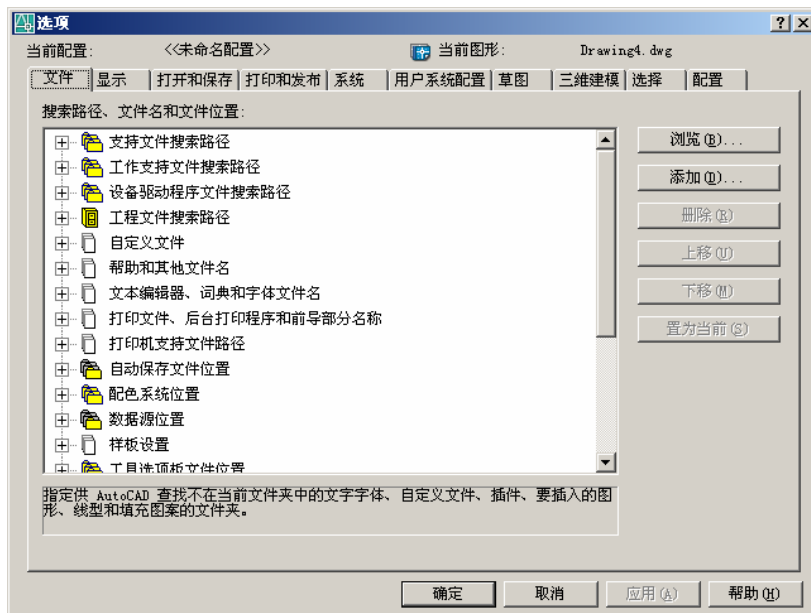 选项
当前配置: <<未命名配置>> 当前图形: Drawing4.dwg
文件 显示 打开和保存 打印和发布 系统 用户系统配置 草图 三维建模 选择 配置
搜索路径、文件名和文件位置:
支持文件搜索路径
工作支持文件搜索路径
设备驱动程序文件搜索路径
工程文件搜索路径
自定义文件
帮助和其他文件名
文本编辑器、词典和字体文件名
打印文件、后台打印程序和前导部分名称
打印机支持文件路径
自动保存文件位置
配色系统位置
数据源位置
样板设置
工具选项板文件位置
浏览(B)...
添加(D)...
删除(R)
上移(U)
下移(M)
置为当前(S)
指定供 AutoCAD 查找不在当前文件夹中的文字字体、自定义文件、插件、要插入的图
形、线型和填充图案的文件夹。
确定 取消 应用(A) 帮助(H)